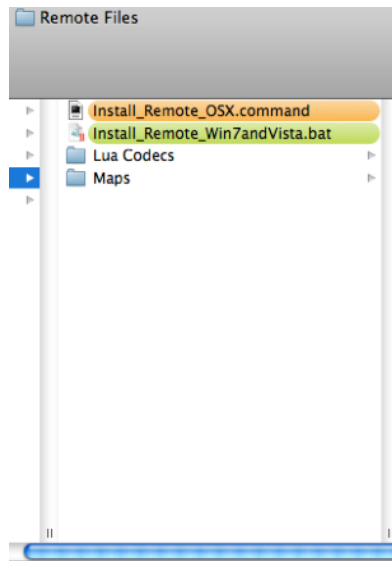 Remote Files
Install_Remote_OSX.command
Install_Remote_Win7andVista.bat
Lua Codecs
Maps